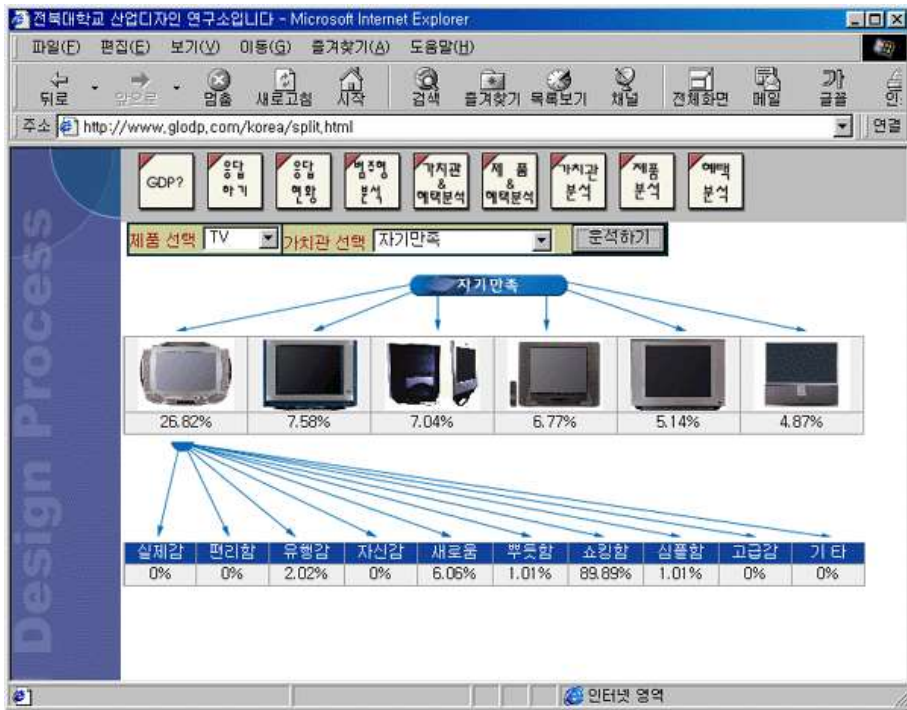 전북대학교 산업디자인 연구소입니다 - Microsoft Internet Explorer
파일(F) 편집(E) 보기(V) 이동(G) 즐겨찾기(A) 도움말(H)
뒤로 앞으로 멈춤 새로고침 시작 검색 즐겨찾기 목록보기 채널 전체화면 메일 글꼴
주소 http://www.glodp.com/korea/split.html 연결
GDP? 응답 하기 응답 현황 범주형 분석 가치관 & 혜택분석 제 품 & 혜택분석 가치관 분석 제품 분석 혜택 분석
제품 선택 TV 가치관 선택 자기만족 분석하기
자기만족
26.82% 7.58% 7.04% 6.77% 5.14% 4.87%
실제감 편리함 유행감 자신감 새로움 뿌듯함 쇼킹함 심플함 고급감 기 타
0% 0% 2.02% 0% 6.06% 1.01% 89.89% 1.01% 0% 0%
Design Process
인터넷 영역